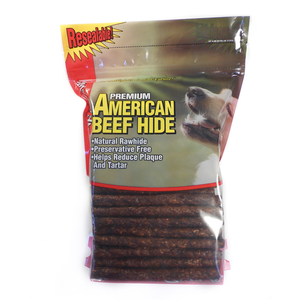 Resealable!
PREMIUM
AMERICAN
BEEF HIDE
•Natural Rawhide
•Preservative Free
•Helps Reduce Plaque
And Tartar